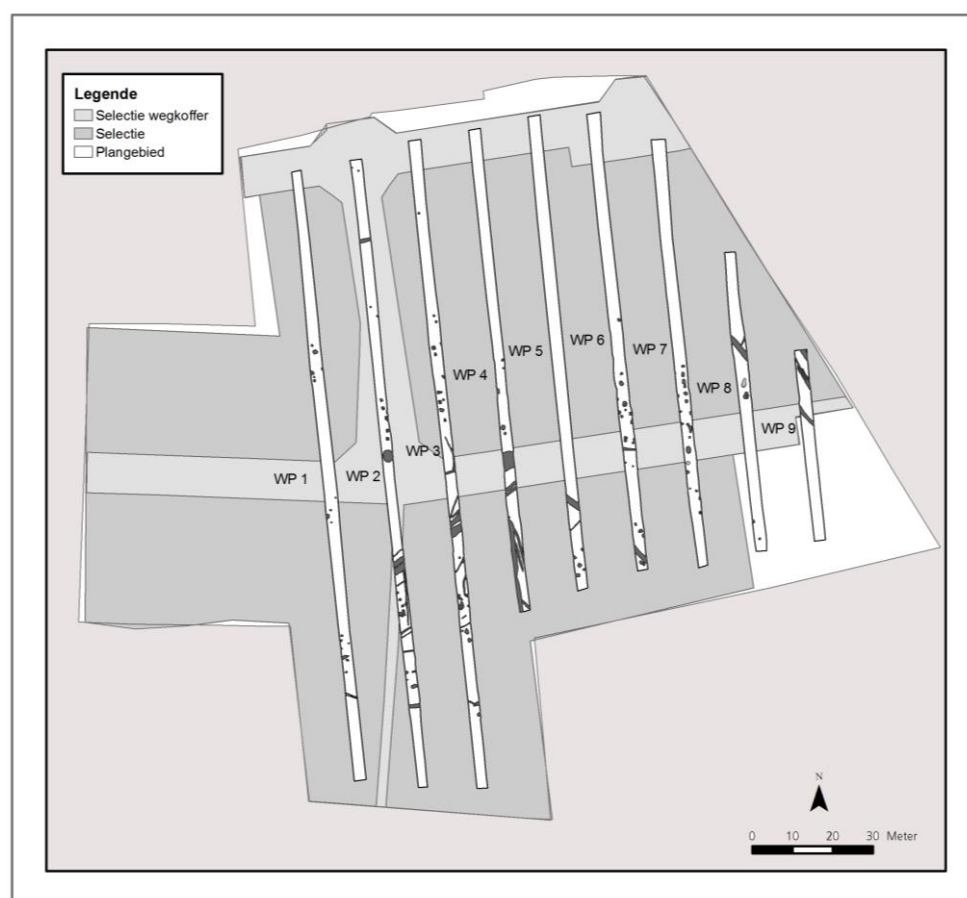 Legende
Selectie wegkoffer
Selectie
Plangebied
WP 1
WP 2
WP 3
WP 4
WP 5
WP 6
WP 7
WP 8
WP 9
N
0 10 20 30 Meter